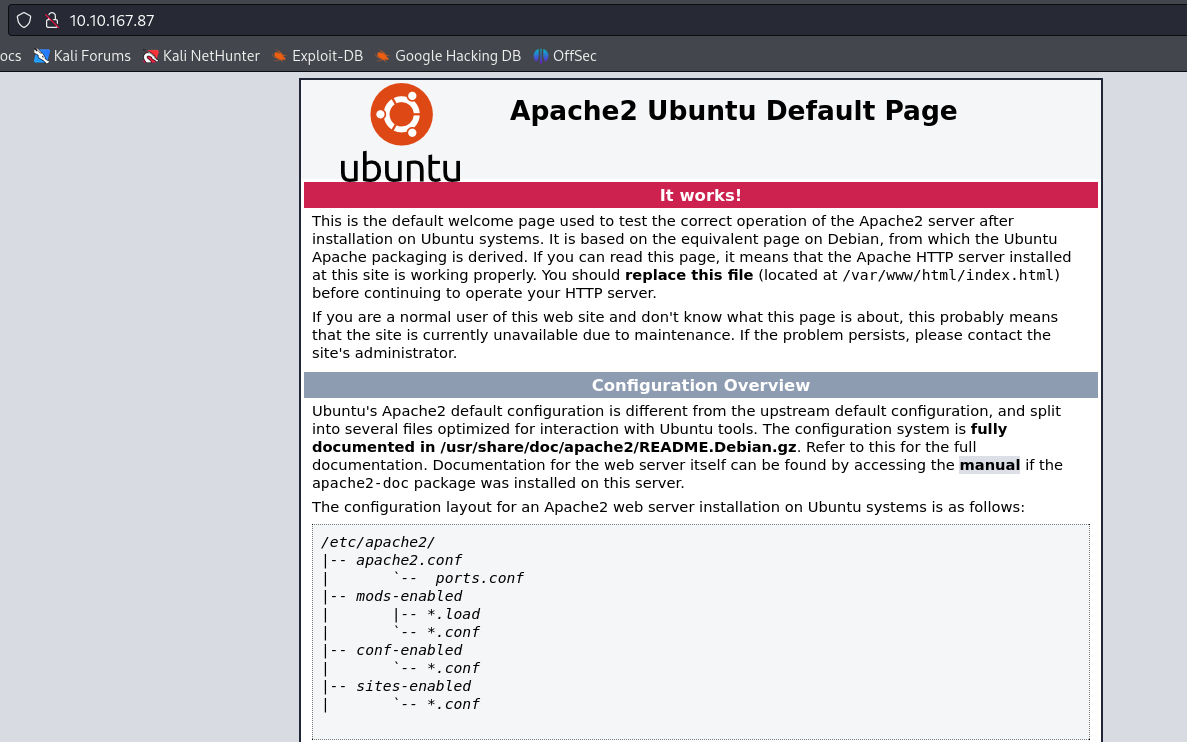 10.10.167.87
ocs Kali Forums Kali NetHunter Exploit-DB Google Hacking DB OffSec
Apache2 Ubuntu Default Page
ubuntu
It works!
This is the default welcome page used to test the correct operation of the Apache2 server after
installation on Ubuntu systems. It is based on the equivalent page on Debian, from which the Ubuntu
Apache packaging is derived. If you can read this page, it means that the Apache HTTP server installed
at this site is working properly. You should replace this file (located at /var/www/html/index.html)
before continuing to operate your HTTP server.
If you are a normal user of this web site and don't know what this page is about, this probably means
that the site is currently unavailable due to maintenance. If the problem persists, please contact the
site's administrator.
Configuration Overview
Ubuntu's Apache2 default configuration is different from the upstream default configuration, and split
into several files optimized for interaction with Ubuntu tools. The configuration system is fully
documented in /usr/share/doc/apache2/README.Debian.gz. Refer to this for the full
documentation. Documentation for the web server itself can be found by accessing the manual if the
apache2-doc package was installed on this server.
The configuration layout for an Apache2 web server installation on Ubuntu systems is as follows:
/etc/apache2/
|-- apache2.conf
|       `--  ports.conf
|-- mods-enabled
|       |-- *.load
|       `-- *.conf
|-- conf-enabled
|       `-- *.conf
|-- sites-enabled
|       `-- *.conf